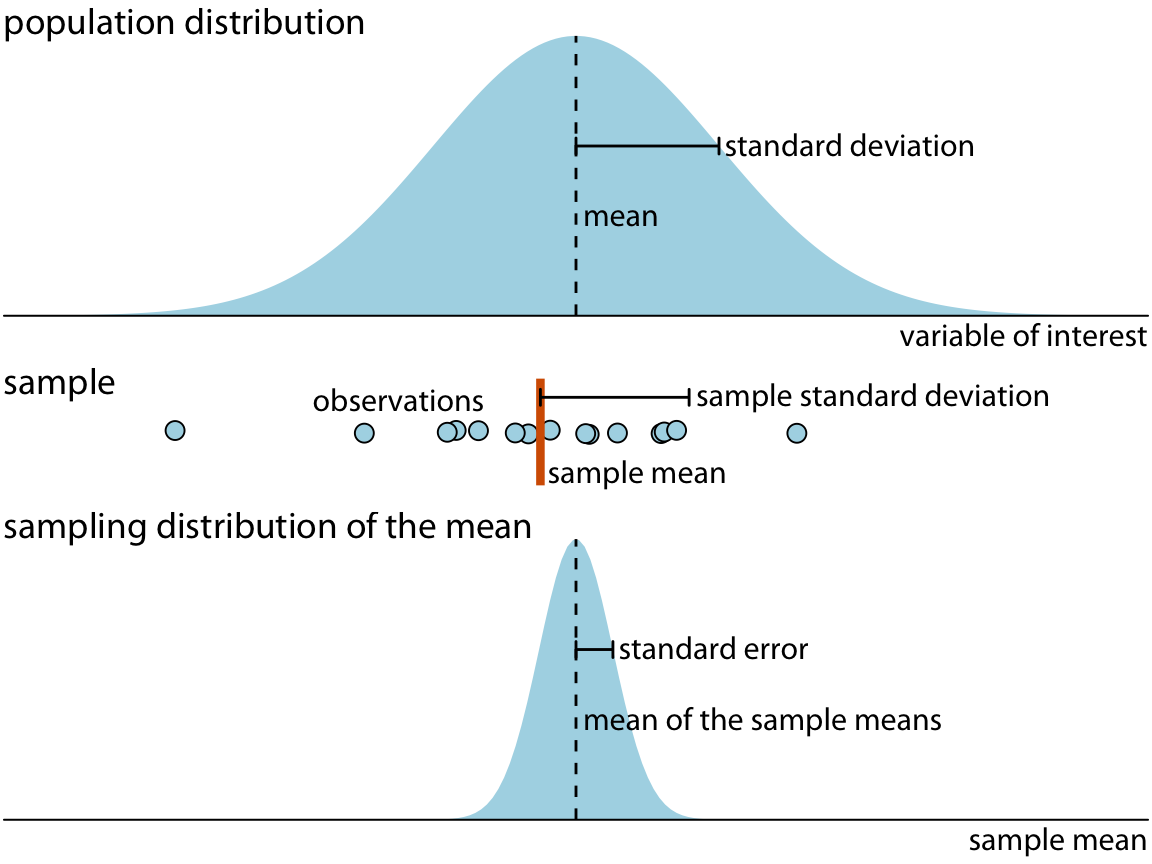 population distribution
standard deviation
mean
variable of interest
sample
observations
sample standard deviation
sample mean
sampling distribution of the mean
standard error
mean of the sample means
sample mean